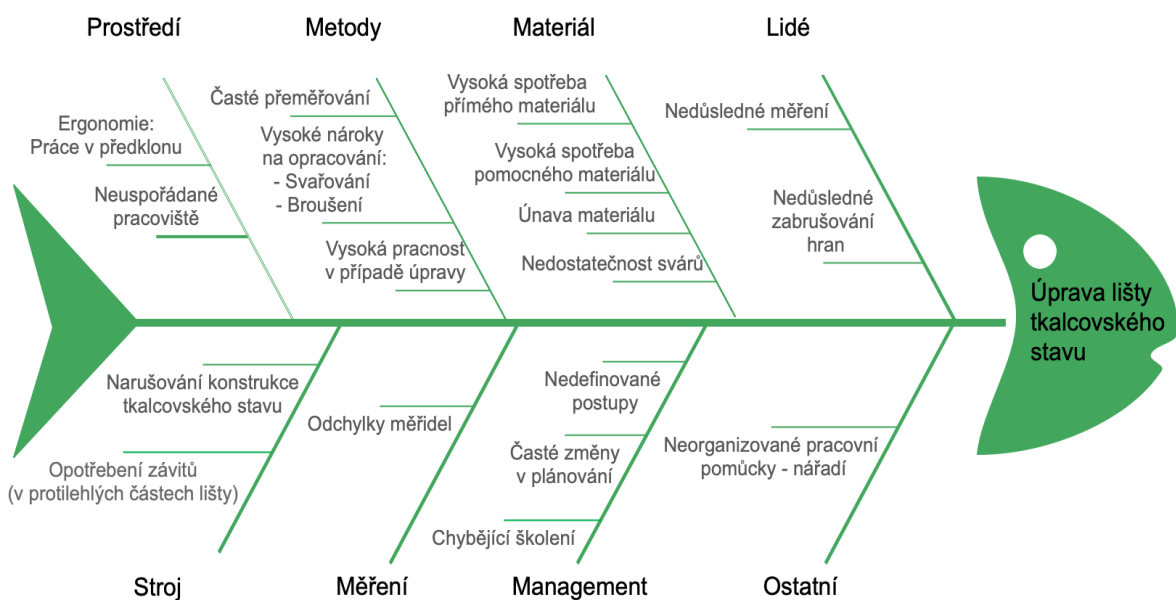 Prostředí
Metody
Materiál
Lidé
Ergonomie:
Práce v předklonu
Neuspořádané
pracoviště
Časté přeměřování
Vysoké nároky
na opracování:
- Svařování
- Broušení
Vysoká pracnost
v případě úpravy
Vysoká spotřeba
přímého materiálu
Vysoká spotřeba
pomocného materiálu
Únava materiálu
Nedostatečnost svárů
Nedůsledné měření
Nedůsledné
zabrušování
hran
Úprava lišty
tkalcovského
stavu
Narušování konstrukce
tkalcovského stavu
Opotřebení závitů
(v protilehlých částech lišty)
Odchylky měřidel
Nedefinované
postupy
Časté změny
v plánování
Chybějící školení
Neorganizované pracovní
pomůcky - nářadí
Stroj
Měření
Management
Ostatní